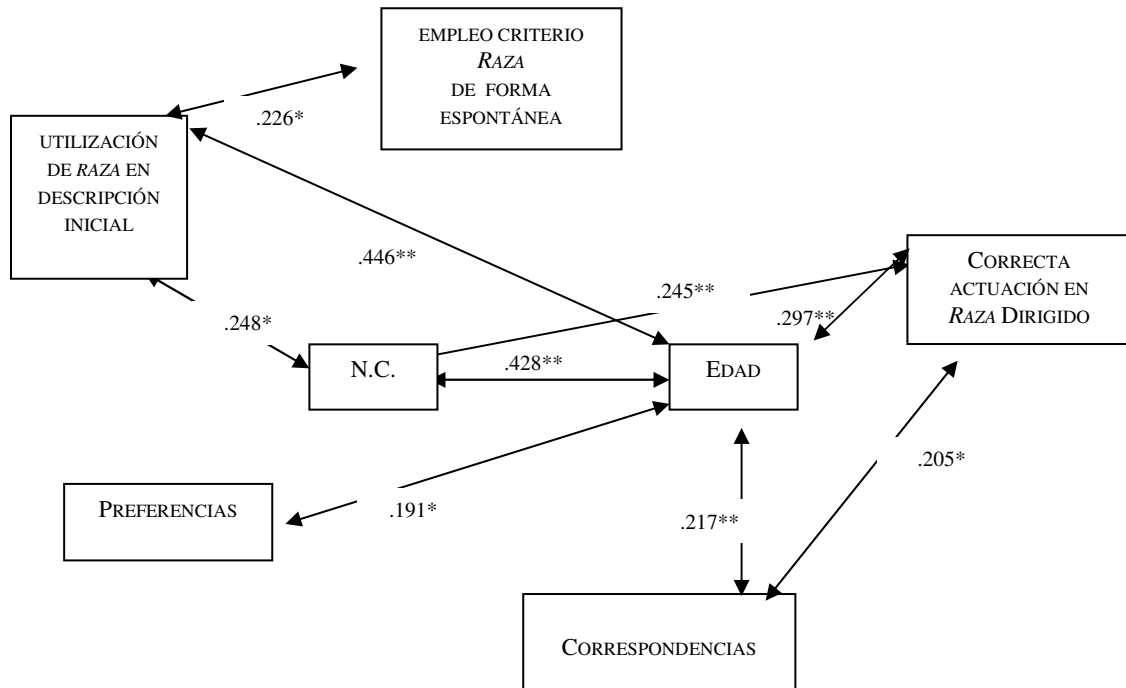 EMPLEO CRITERIO
RAZA
DE FORMA
ESPONTÁNEA
.226*
UTILIZACIÓN
DE RAZA EN
DESCRIPCIÓN
INICIAL
.446**
CORRECTA
ACTUACIÓN EN
RAZA DIRIGIDO
.245**
.297**
.248*
N.C.
.428**
EDAD
.205*
PREFERENCIAS
.191*
.217**
CORRESPONDENCIAS